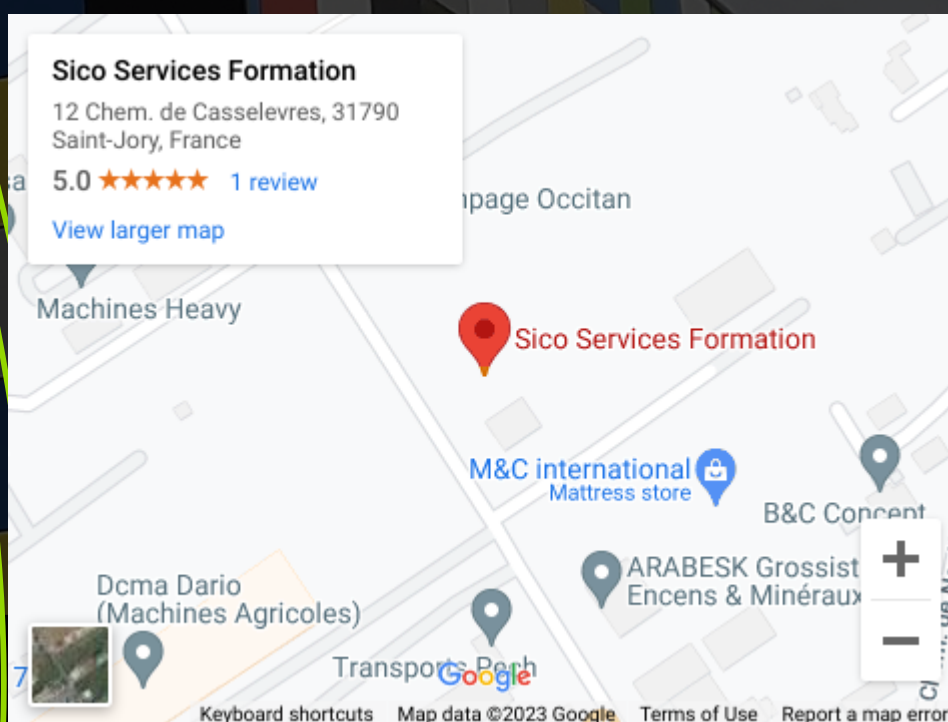 Sico Services Formation
12 Chem. de Casselevres, 31790
Saint-Jory, France
5.0 1 review
View larger map
Occitan
Machines Heavy
Sico Services Formation
M&C international
Mattress store
B&C Concept
ARABESK Grossist
Encens & Minéraux
Dcma Dario
(Machines Agricoles)
Transports
Google
7
Keyboard shortcuts Map data ©2023 Google Terms of Use Report a map error